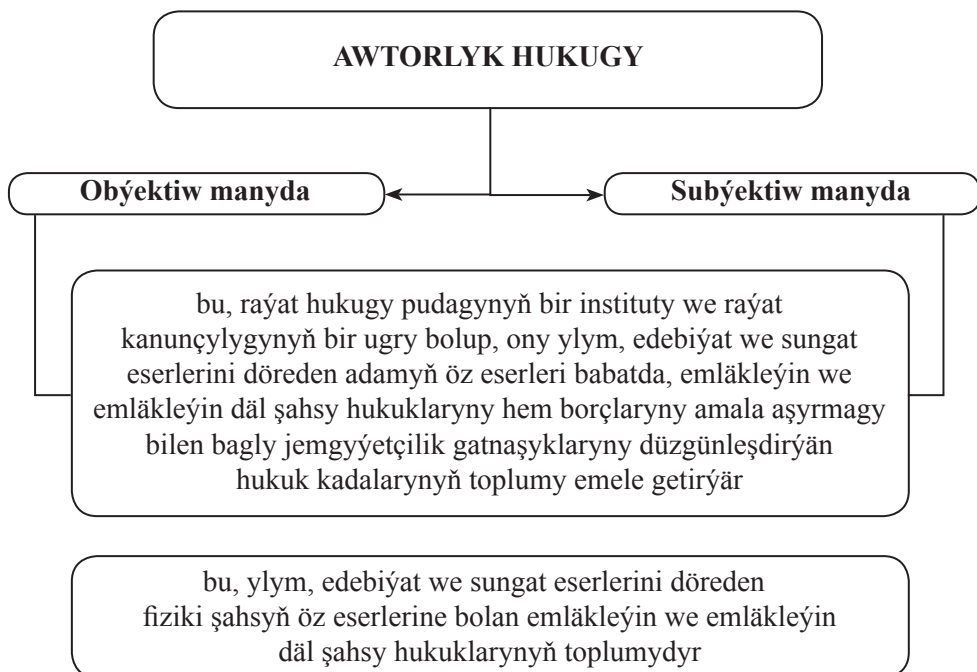 AWTORLYK HUKUGY
Obýektiw manyda
Subýektiw manyda
bu, raýat hukugy pudagynyň bir instituty we raýat
kanunçylygynyň bir ugry bolup, ony ylym, edebiýat we sungat
eserlerini döreden adamyň öz eserleri babatda, emläkleýin we
emläkleýin däl şahsy hukuklaryny hem borçlaryny amala aşyrmagy
bilen bagly jemgyýetçilik gatnaşyklaryny düzgünleşdirýän
hukuk kadalarynyň toplumy emele getirýär
bu, ylym, edebiýat we sungat eserlerini döreden
fiziki şahsyň öz eserlerine bolan emläkleýin we emläkleýin
däl şahsy hukuklarynyň toplumydyr